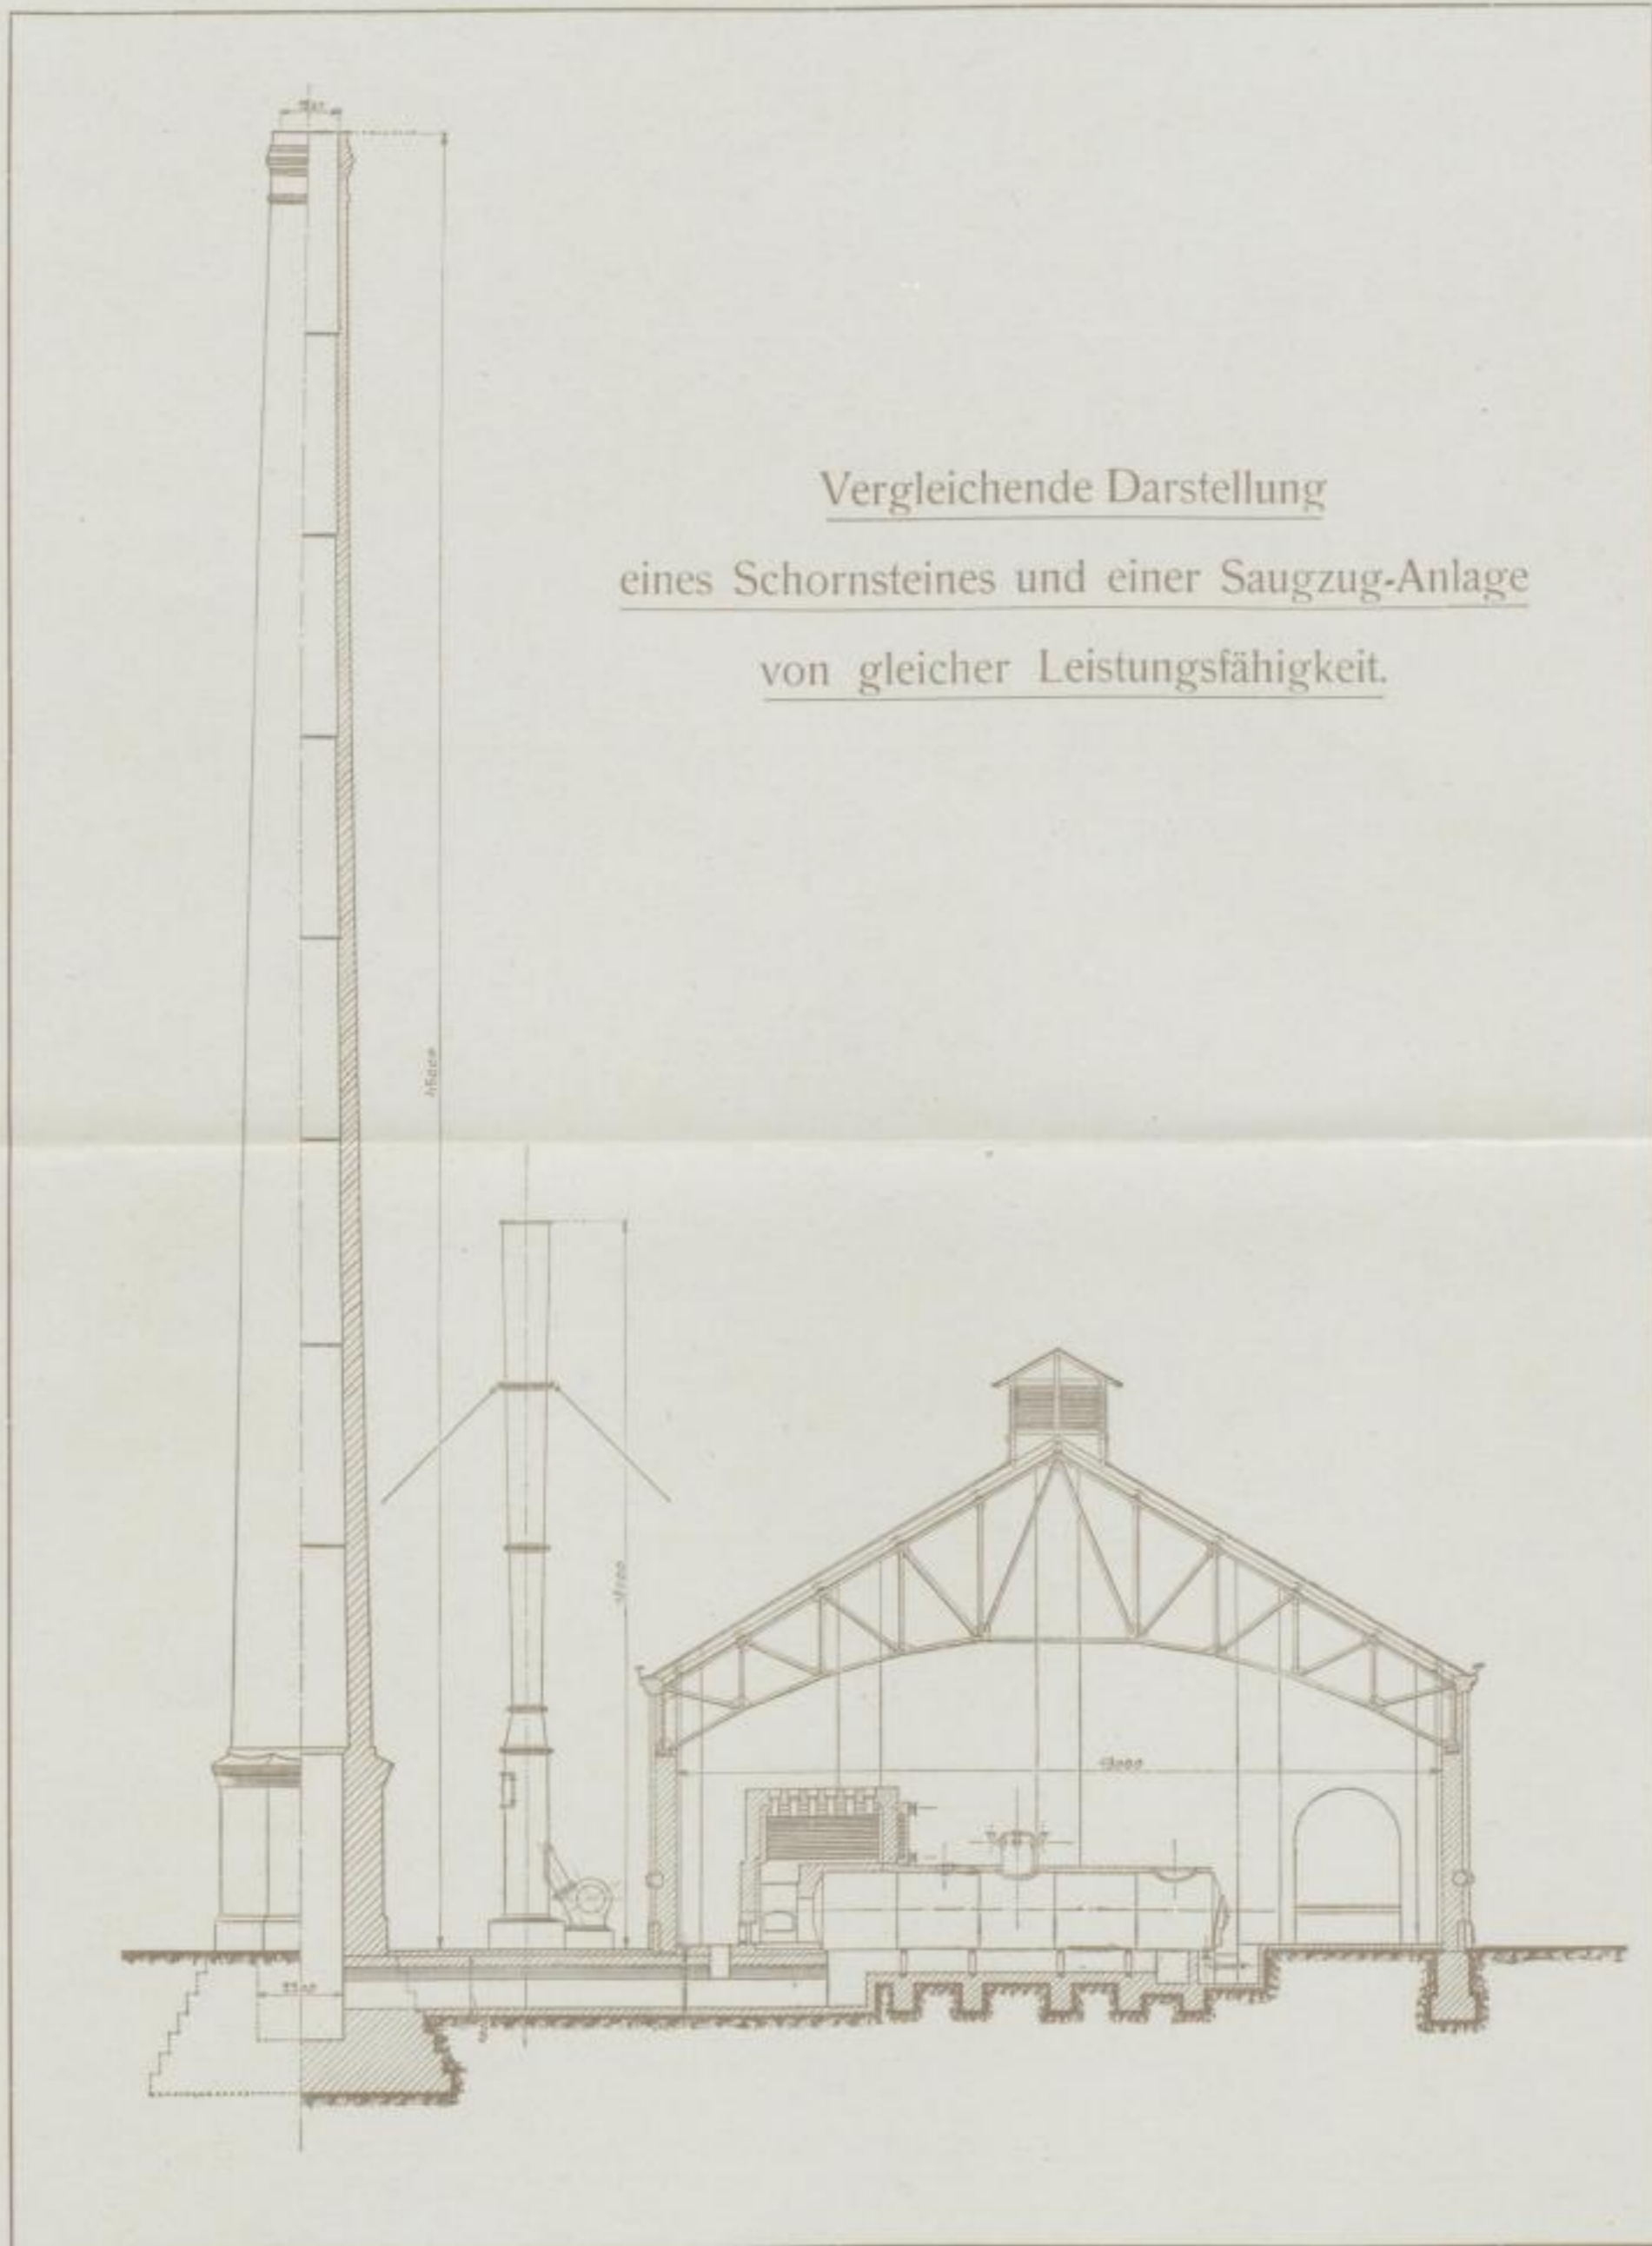 Vergleichende Darstellung
eines Schornsteines und einer Saugzug-Anlage
von gleicher Leistungsfähigkeit.